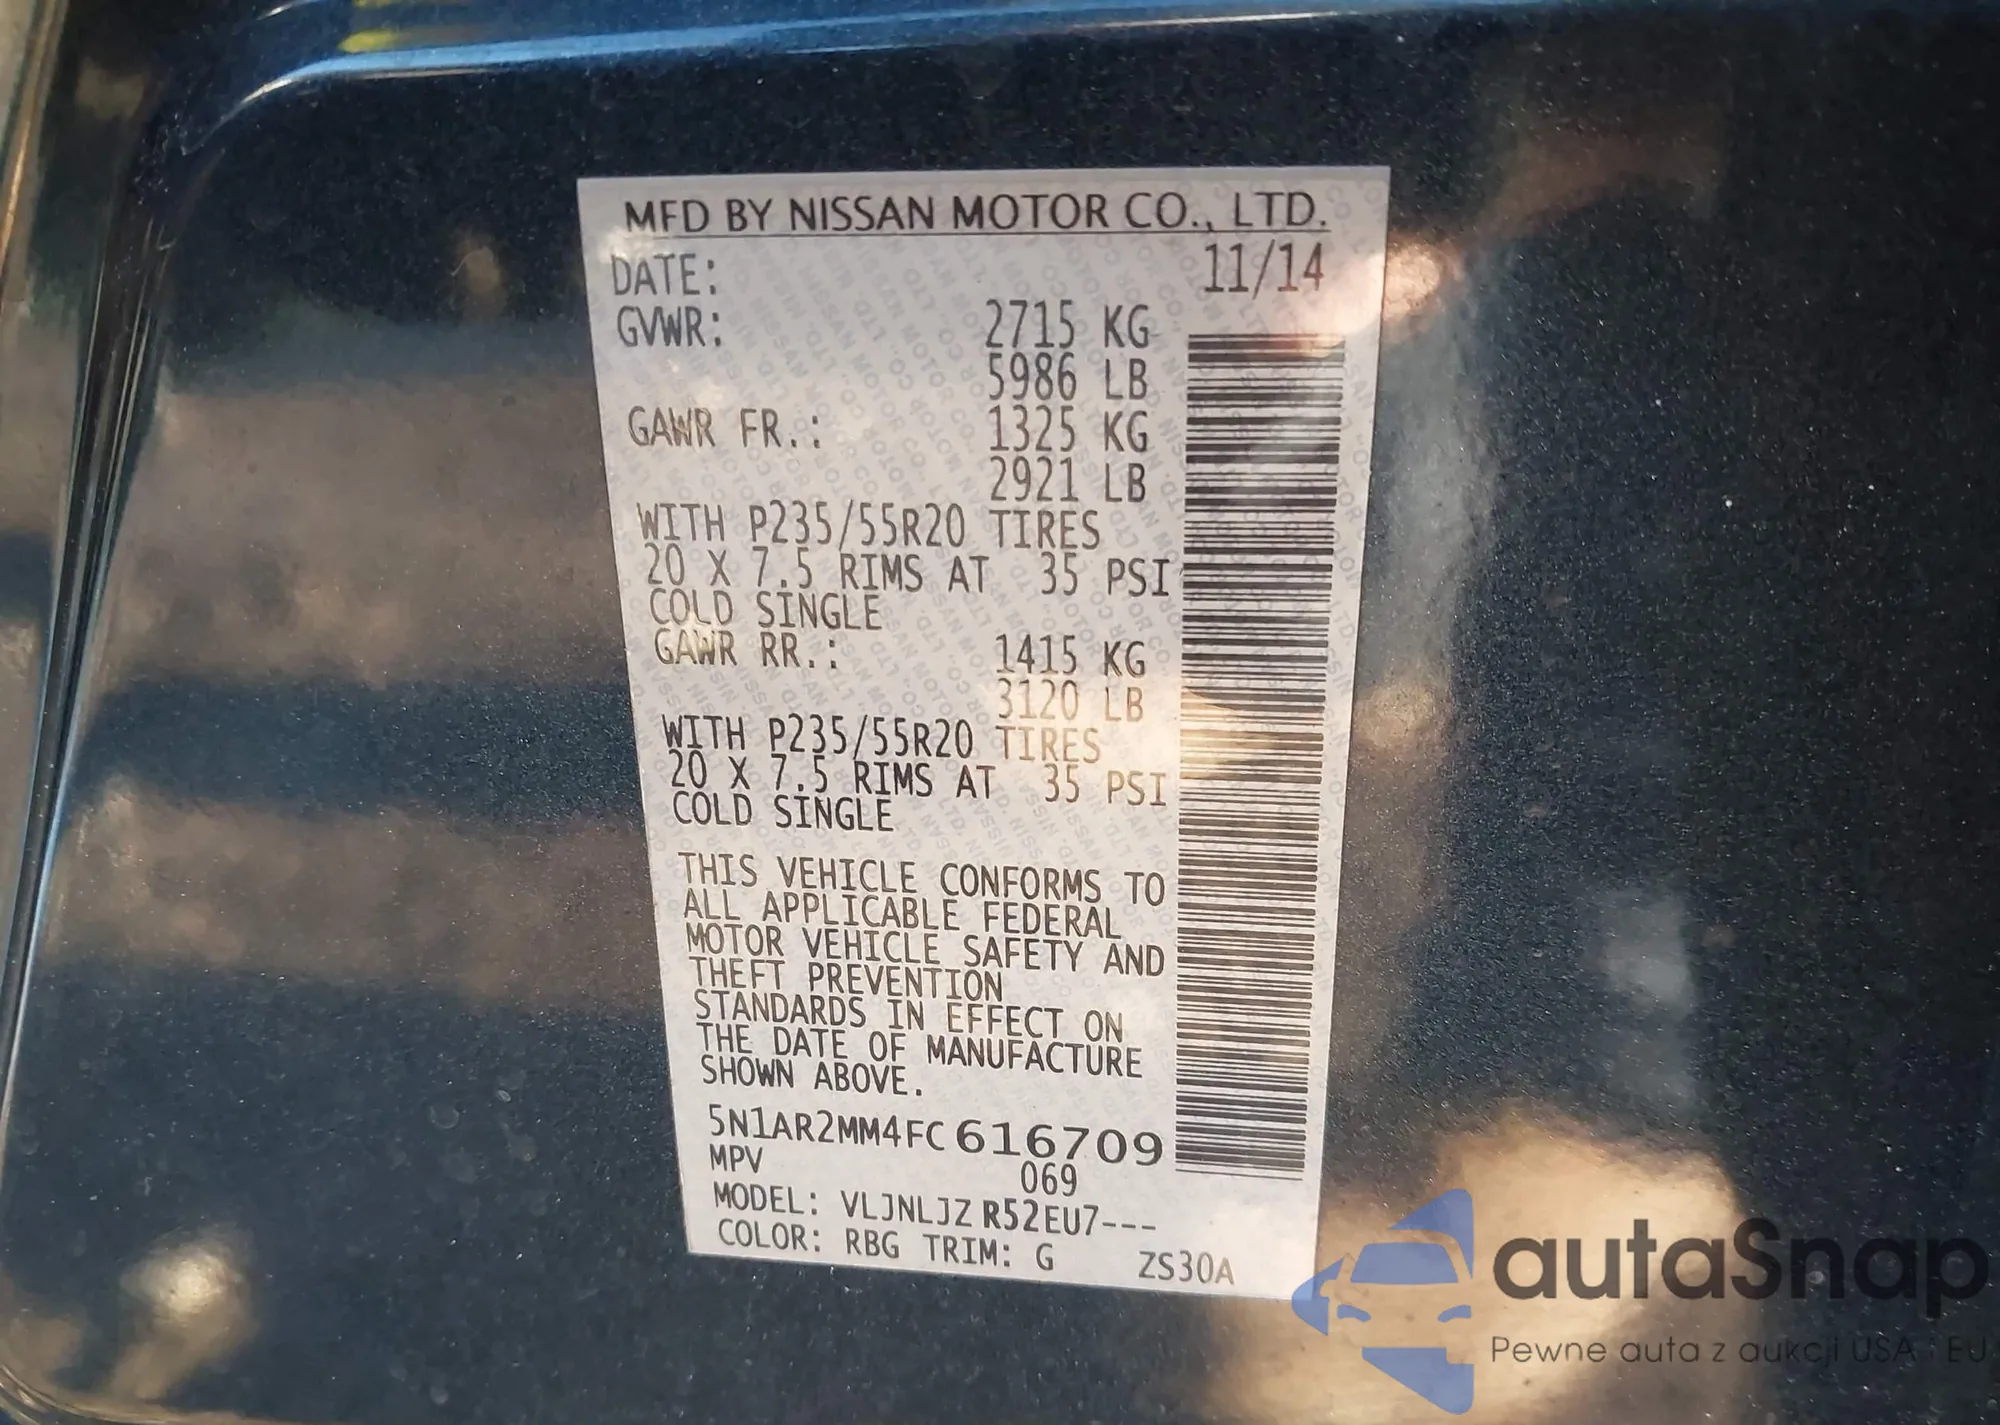 MFD BY NISSAN MOTOR CO., LTD.
DATE: 11/14
GVWR: 2715 KG
5986 LB
GAWR FR.: 1325 KG
2921 LB
WITH P235/55R20 TIRES
20 X 7.5 RIMS AT 35 PSI
COLD SINGLE
GAWR RR.: 1415 KG
3120 LB
WITH P235/55R20 TIRES
20 X 7.5 RIMS AT 35 PSI
COLD SINGLE
THIS VEHICLE CONFORMS TO
ALL APPLICABLE FEDERAL
MOTOR VEHICLE SAFETY AND
THEFT PREVENTION
STANDARDS IN EFFECT ON
THE DATE OF MANUFACTURE
SHOWN ABOVE.
5N1AR2MM4FC616709
MPV 069
MODEL: VLJNLJZ R52EU7---
COLOR: RBG TRIM: G ZS30A
autaSnap
Pewne auta z aukcji USA i EU